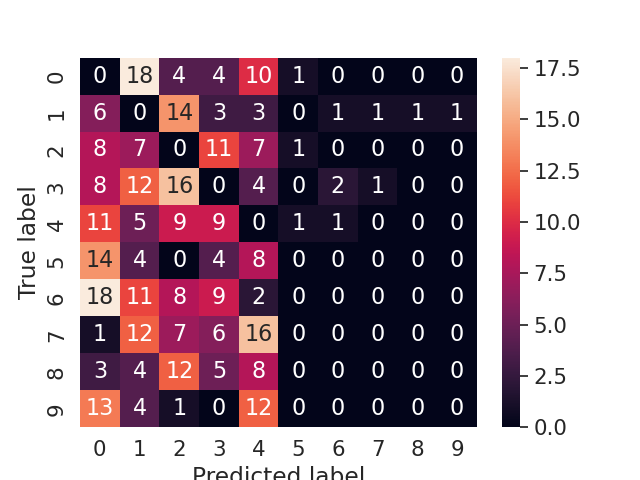 0 0 18 4 4 10 1 0 0 0 0
1 6 0 14 3 3 0 1 1 1 1
2 8 7 0 11 7 1 0 0 0 0
3 8 12 16 0 4 0 2 1 0 0
4 11 5 9 9 0 1 1 0 0 0
5 14 4 0 4 8 0 0 0 0 0
6 18 11 8 9 2 0 0 0 0 0
7 1 12 7 6 16 0 0 0 0 0
8 3 4 12 5 8 0 0 0 0 0
9 13 4 1 0 12 0 0 0 0 0
0 1 2 3 4 5 6 7 8 9
True label
Predicted label
17.5
15.0
12.5
10.0
7.5
5.0
2.5
0.0